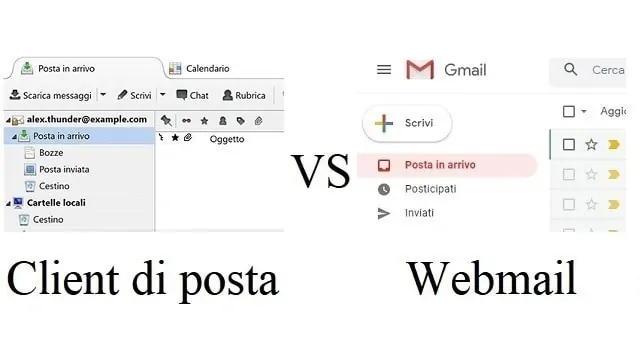 Posta in arrivo
Calendario
Scarica messaggi
Scrivi
Chat
Rubrica
alex.thunder@example.com
Posta in arrivo
Oggetto
Bozze
Posta inviata
Cestino
Cartelle locali
Cestino
VS
Gmail
Cerca
Scrivi
Aggio
Posta in arrivo
Posticipati
Inviati
Client di posta
Webmail